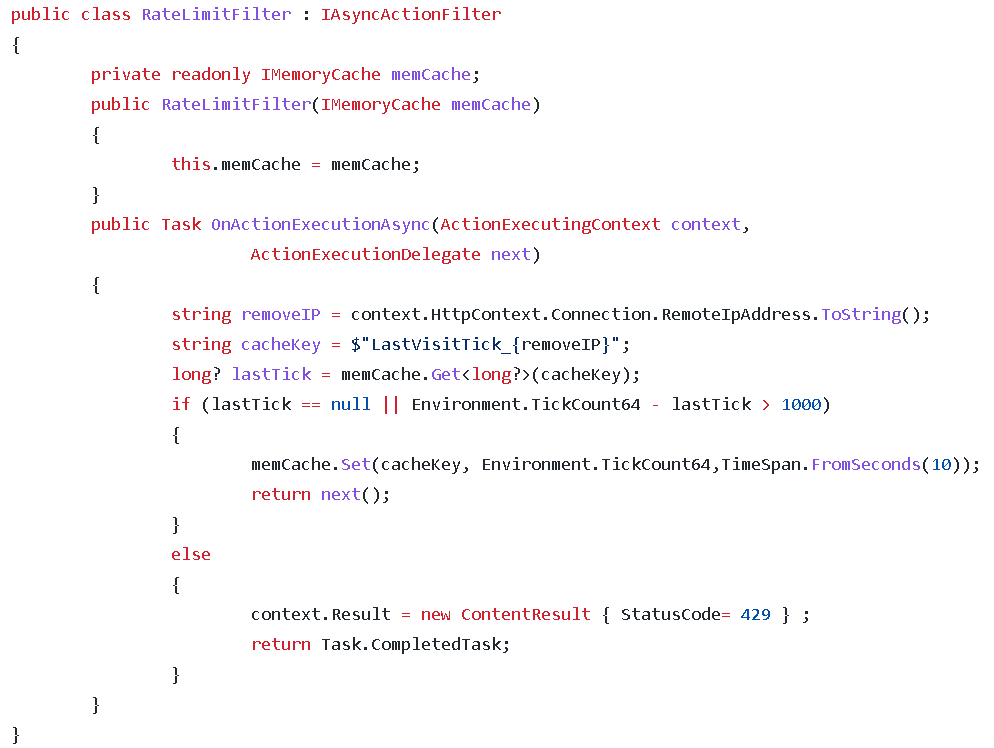 public class RateLimitFilter : IAsyncActionFilter
{
        private readonly IMemoryCache memCache;
        public RateLimitFilter(IMemoryCache memCache)
        {
                this.memCache = memCache;
        }
        public Task OnActionExecutionAsync(ActionExecutingContext context,
                        ActionExecutionDelegate next)
        {
                string removeIP = context.HttpContext.Connection.RemoteIpAddress.ToString();
                string cacheKey = $"LastVisitTick_{removeIP}";
                long? lastTick = memCache.Get<long?>(cacheKey);
                if (lastTick == null || Environment.TickCount64 - lastTick > 1000)
                {
                        memCache.Set(cacheKey, Environment.TickCount64,TimeSpan.FromSeconds(10));
                        return next();
                }
                else
                {
                        context.Result = new ContentResult { StatusCode= 429 } ;
                        return Task.CompletedTask;
                }
        }
}